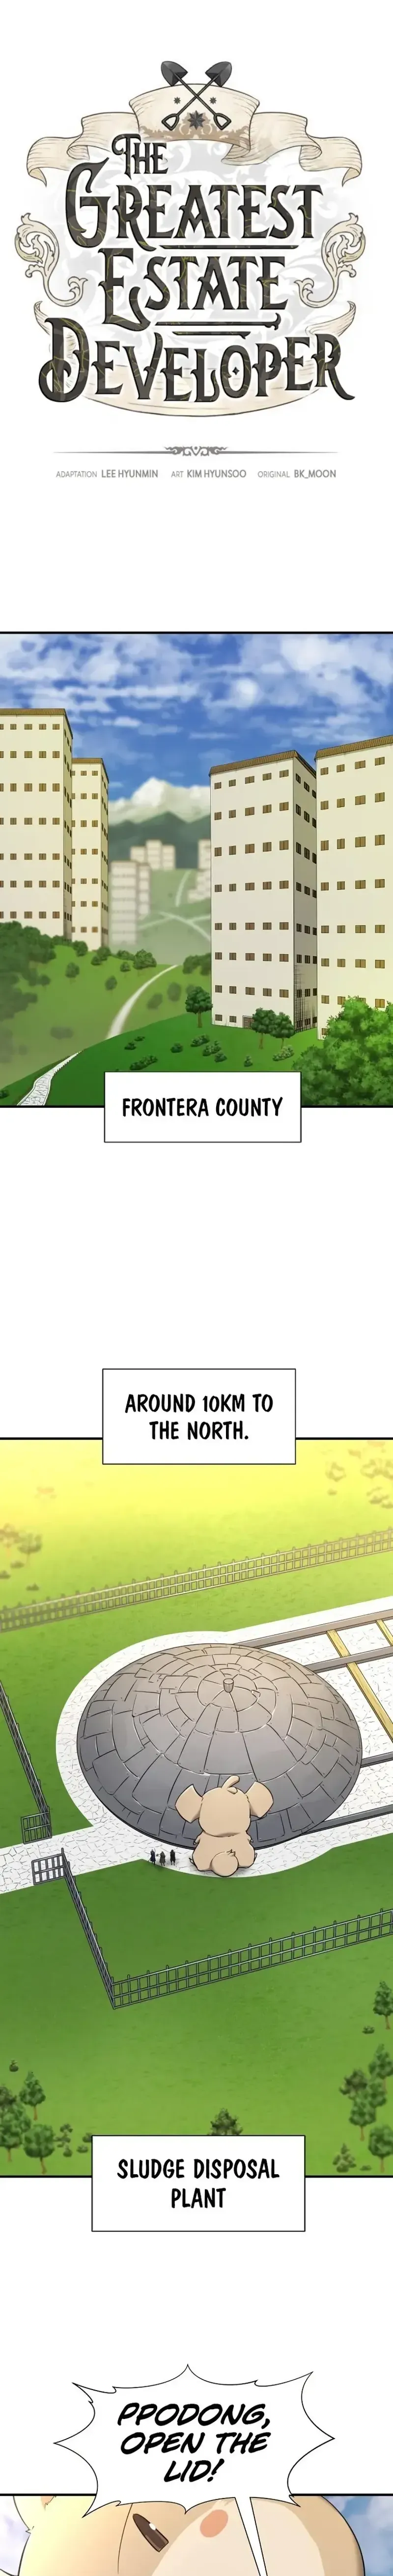 THE
GREATEST
ESTATE
DEVELOPER
ADAPTATION LEE HYUNMIN ART KIM HYUNSOO ORIGINAL BK_MOON
FRONTERA COUNTY
AROUND 10KM TO
THE NORTH.
SLUDGE DISPOSAL
PLANT
PPODONG,
OPEN THE
LID!